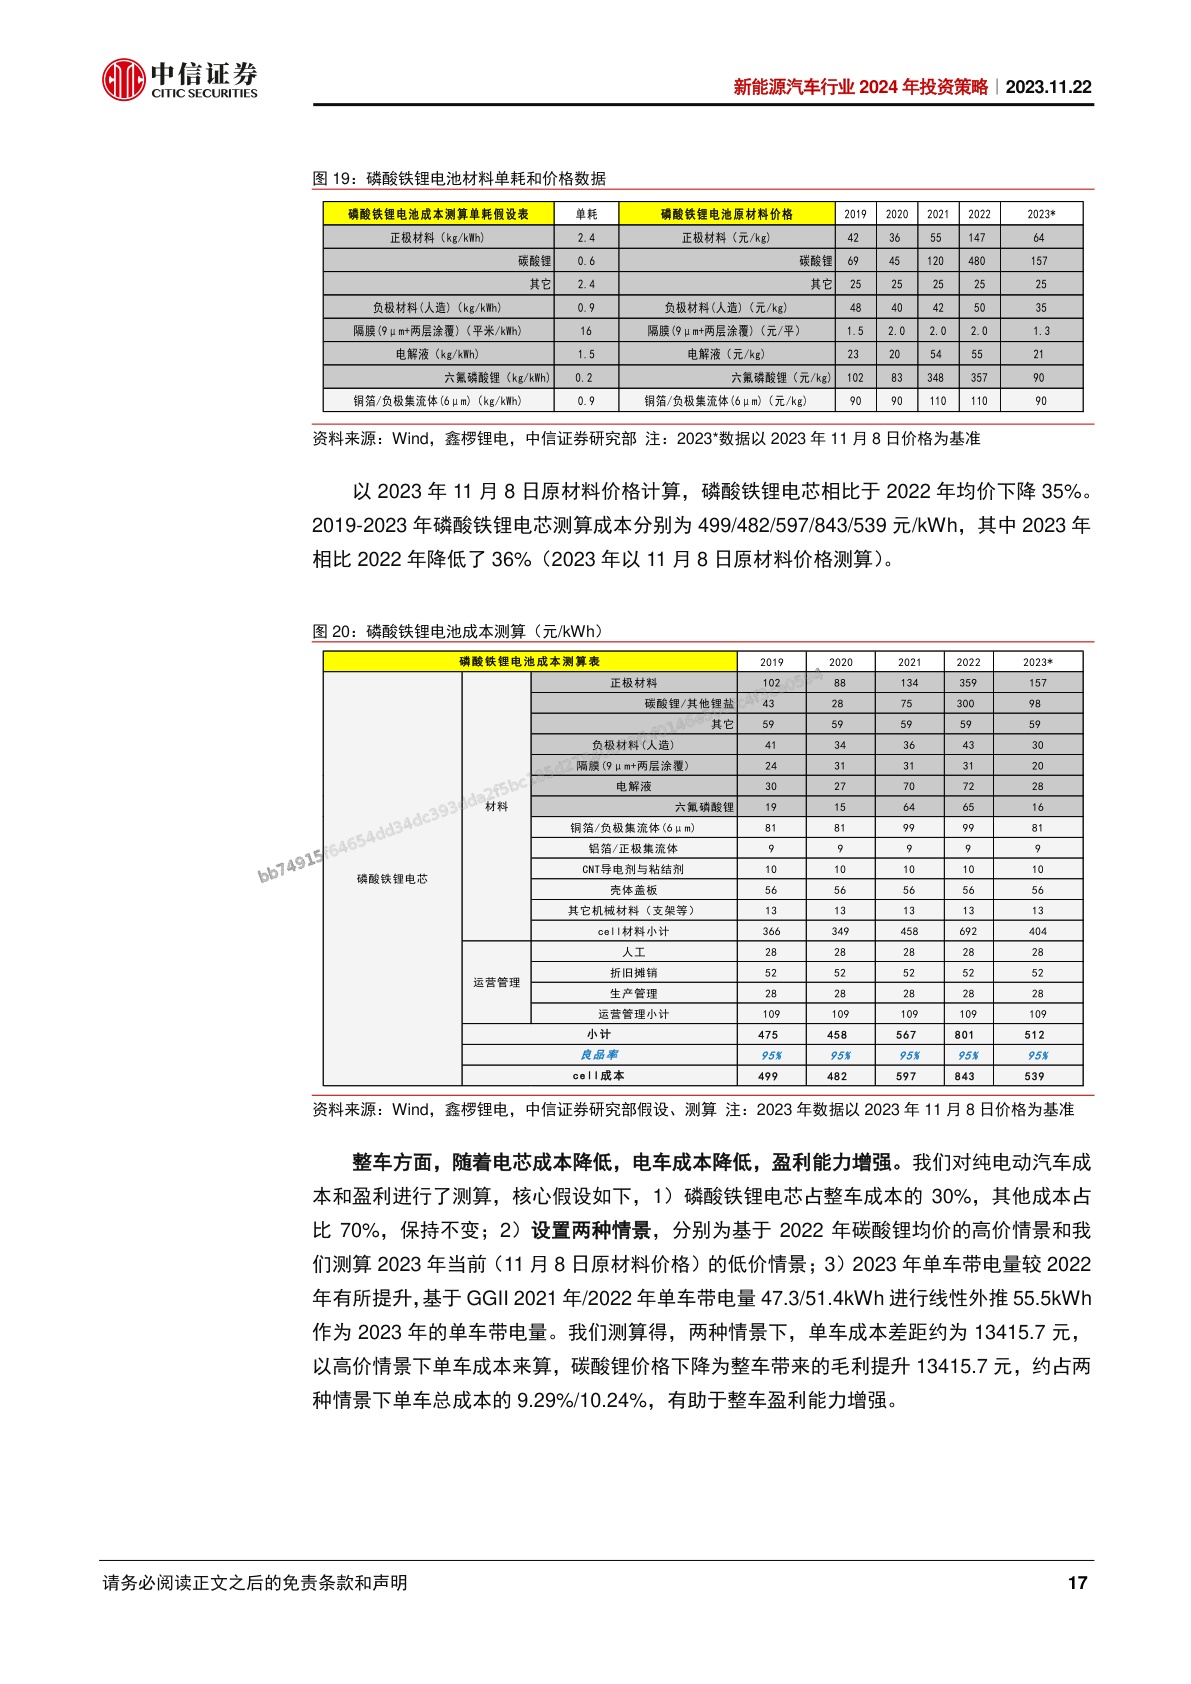 中信证券
CITIC SECURITIES
新能源汽车行业 2024 年投资策略｜2023.11.22
图 19：磷酸铁锂电池材料单耗和价格数据
磷酸铁锂电池成本测算单耗假设表 单耗 磷酸铁锂电池原材料价格 2019 2020 2021 2022 2023*
正极材料（kg/kWh) 2.4 正极材料（元/kg) 42 36 55 147 64
碳酸锂 0.6 碳酸锂 69 45 120 480 157
其它 2.4 其它 25 25 25 25 25
负极材料(人造)（kg/kWh) 0.9 负极材料(人造)（元/kg) 48 40 42 50 35
隔膜(9μm+两层涂覆)（平米/kWh) 16 隔膜(9μm+两层涂覆)（元/平） 1.5 2.0 2.0 2.0 1.3
电解液（kg/kWh) 1.5 电解液（元/kg) 23 20 54 55 21
六氟磷酸锂（kg/kWh) 0.2 六氟磷酸锂（元/kg) 102 83 348 357 90
铜箔/负极集流体(6μm)（kg/kWh) 0.9 铜箔/负极集流体(6μm)（元/kg) 90 90 110 110 90
资料来源：Wind，鑫椤锂电，中信证券研究部 注：2023*数据以 2023 年 11 月 8 日价格为基准
以 2023 年 11 月 8 日原材料价格计算，磷酸铁锂电芯相比于 2022 年均价下降 35%。
2019-2023 年磷酸铁锂电芯测算成本分别为 499/482/597/843/539 元/kWh，其中 2023 年
相比 2022 年降低了 36%（2023 年以 11 月 8 日原材料价格测算）。
图 20：磷酸铁锂电池成本测算（元/kWh）
磷酸铁锂电池成本测算表 2019 2020 2021 2022 2023*
正极材料 102 88 134 359 157
碳酸锂/其他锂盐 43 28 75 300 98
其它 59 59 59 59 59
负极材料(人造) 41 34 36 43 30
隔膜(9μm+两层涂覆) 24 31 31 31 20
电解液 30 27 70 72 28
材料 六氟磷酸锂 19 15 64 65 16
铜箔/负极集流体(6μm) 81 81 99 99 81
铝箔/正极集流体 9 9 9 9 9
CNT导电剂与粘结剂 10 10 10 10 10
磷酸铁锂电芯
壳体盖板 56 56 56 56 56
其它机械材料（支架等） 13 13 13 13 13
cell材料小计 366 349 458 692 404
人工 28 28 28 28 28
折旧摊销 52 52 52 52 52
运营管理
生产管理 28 28 28 28 28
运营管理小计 109 109 109 109 109
小计 475 458 567 801 512
良品率 95% 95% 95% 95% 95%
cell成本 499 482 597 843 539
资料来源：Wind，鑫椤锂电，中信证券研究部假设、测算 注：2023 年数据以 2023 年 11 月 8 日价格为基准
整车方面，随着电芯成本降低，电车成本降低，盈利能力增强。我们对纯电动汽车成
本和盈利进行了测算，核心假设如下，1）磷酸铁锂电芯占整车成本的 30%，其他成本占
比 70%，保持不变；2）设置两种情景，分别为基于 2022 年碳酸锂均价的高价情景和我
们测算 2023 年当前（11 月 8 日原材料价格）的低价情景；3）2023 年单车带电量较 2022
年有所提升，基于 GGII 2021 年/2022 年单车带电量 47.3/51.4kWh 进行线性外推 55.5kWh
作为 2023 年的单车带电量。我们测算得，两种情景下，单车成本差距约为 13415.7 元，
以高价情景下单车成本来算，碳酸锂价格下降为整车带来的毛利提升 13415.7 元，约占两
种情景下单车总成本的 9.29%/10.24%，有助于整车盈利能力增强。
请务必阅读正文之后的免责条款和声明 17